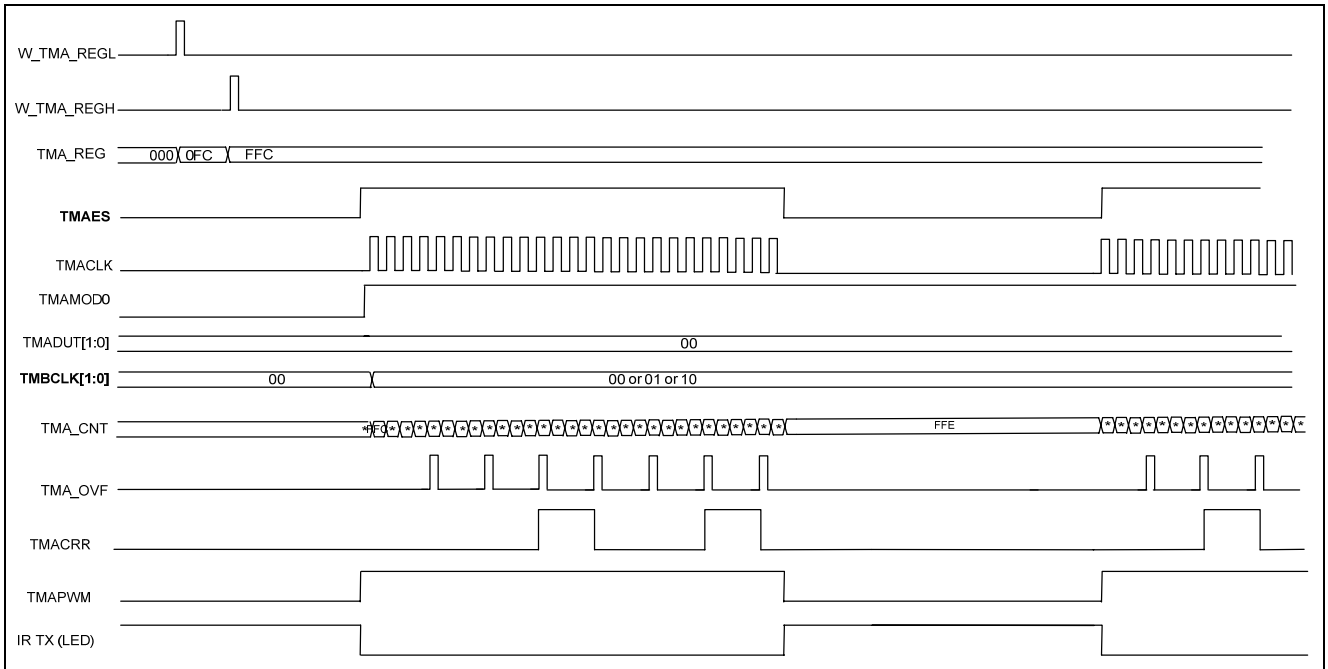 W_TMA_REGL
W_TMA_REGH
TMA_REG 000 0FC FFC
TMAES
TMACLK
TMAMOD0
TMADUT[1:0] 00
TMBCLK[1:0] 00 00 or 01 or 10
TMA_CNT * FFC * * * * * * * * * * * * * * * * * * * * * * * * * * * * * FFE * * * * * * * * * * * * * * *
TMA_OVF
TMACRR
TMAPWM
IR TX (LED)